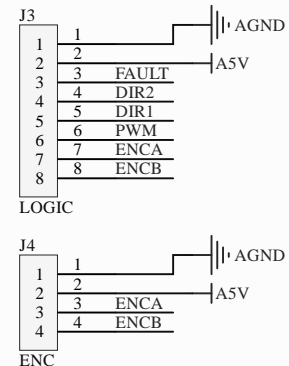 J3
1 1 AGND
2 2 A5V
3 3 FAULT
4 4 DIR2
5 5 DIR1
6 6 PWM
7 7 ENCA
8 8 ENCB
LOGIC
J4
1 1 AGND
2 2 A5V
3 3 ENCA
4 4 ENCB
ENC